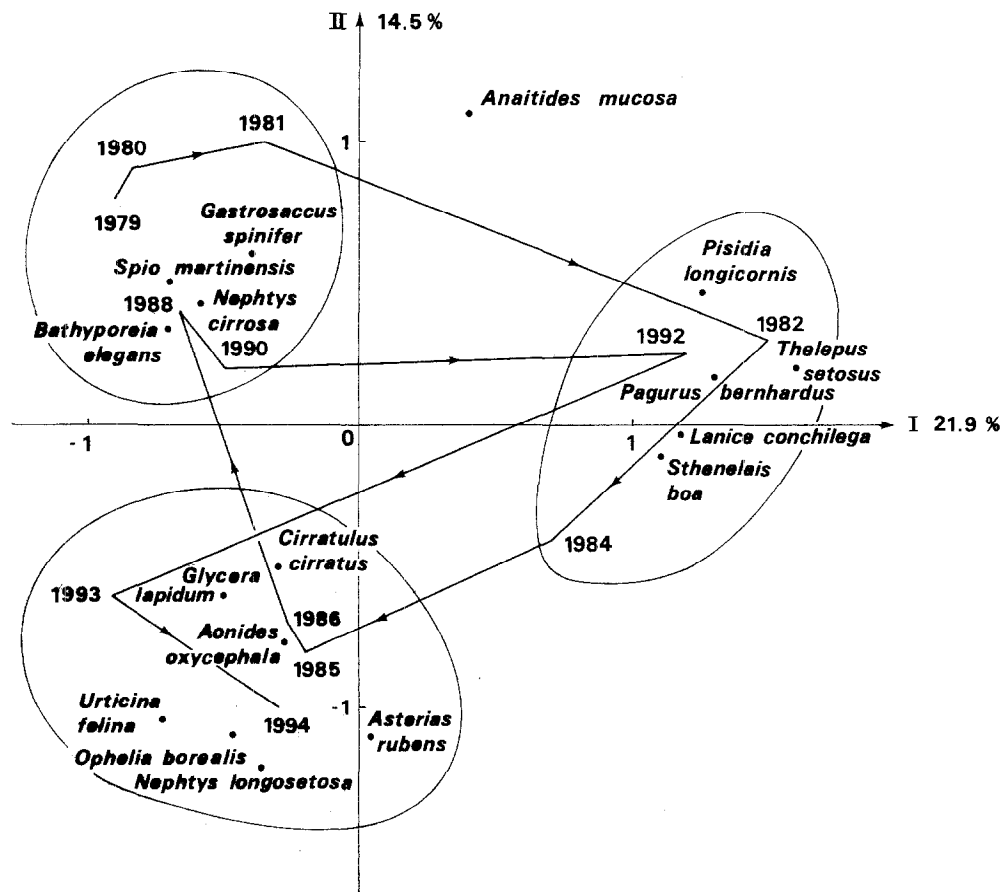 II 14.5 %
Anaitides mucosa
1981
1980
1
1979
Gastrosaccus
spinifer
Pisidia
longicornis
Spio martinensis
1988
Nephtys
cirrosa
Bathyporeia
elegans
1990
1992
1982
Thelepus
setosus
Pagurus bernhardus
-1
0
1
I 21.9 %
Lanice conchilega
Sthenelais
boa
Cirratulus
cirratus
1984
Glycera
lapidum
1993
1986
Aonides
oxycephala
1985
Urticina
felina
-1
1994
Asterias
rubens
Ophelia borealis
Nephtys longosetosa